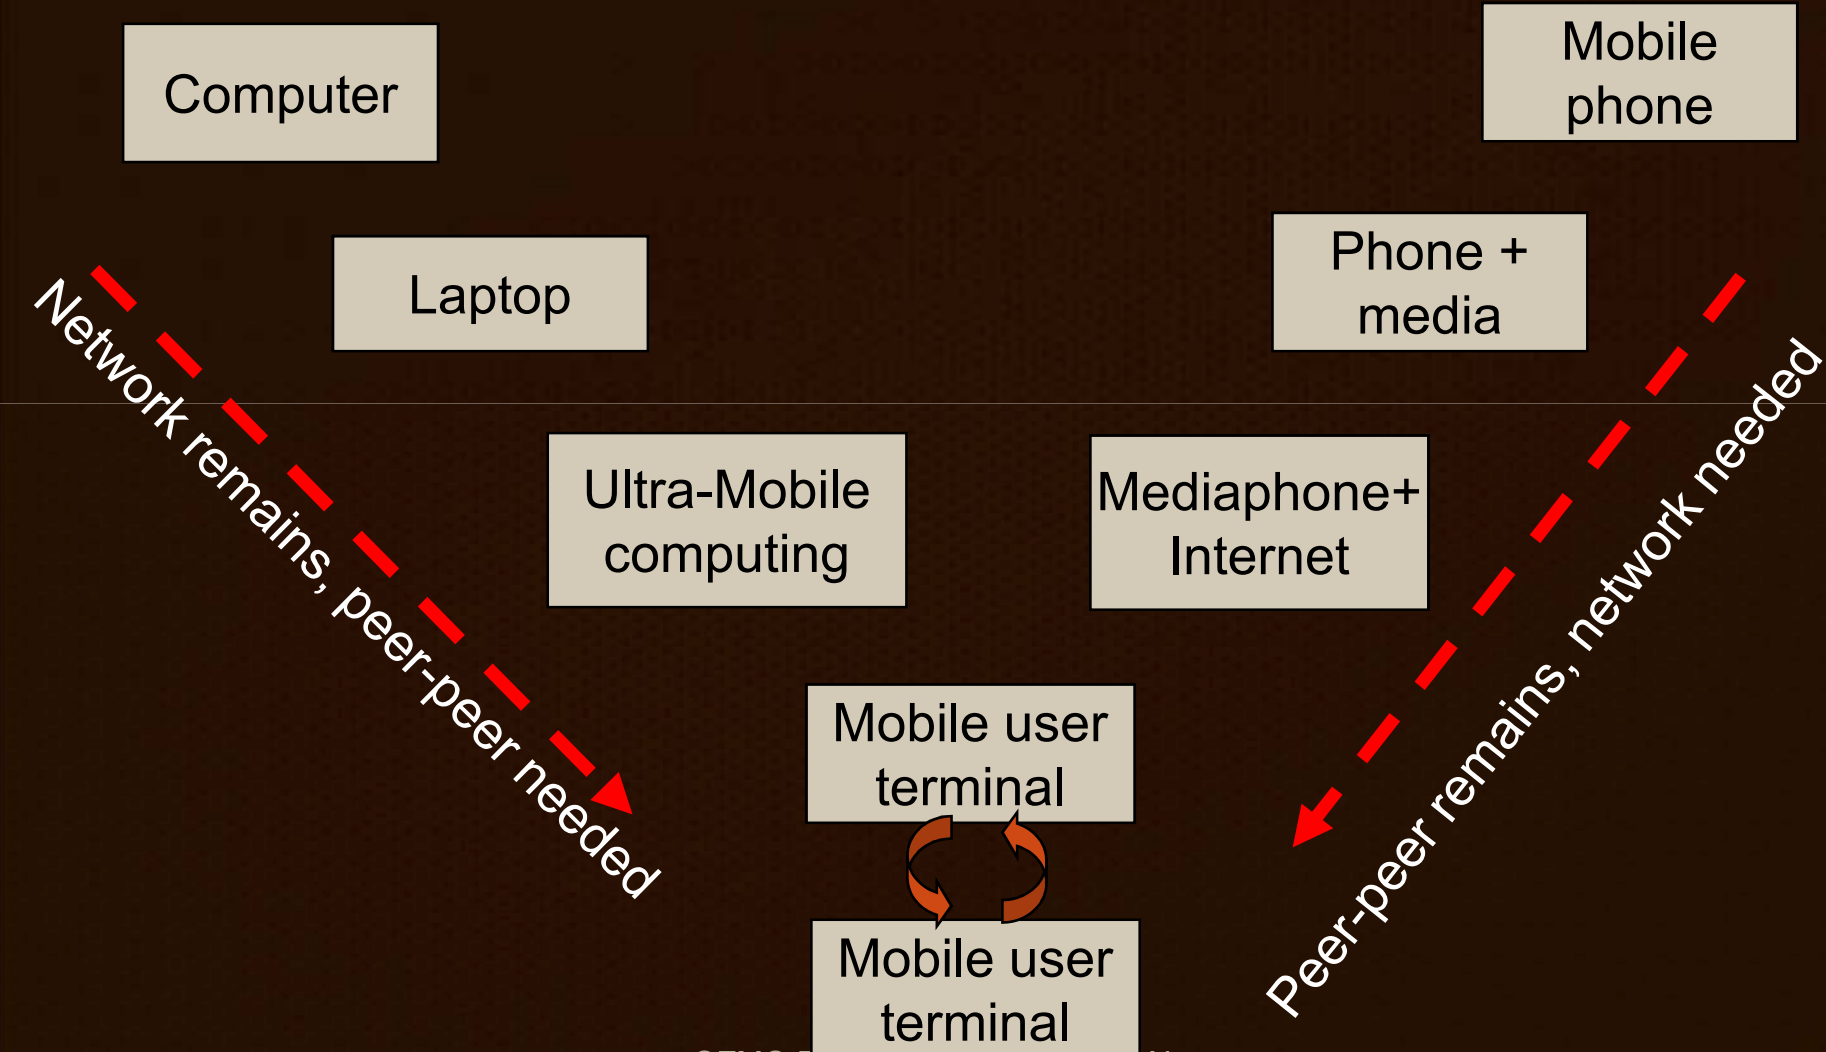 Computer
Mobile
phone
Laptop
Phone +
media
Network remains, peer-peer needed
Peer-peer remains, network needed
Ultra-Mobile
computing
Mediaphone+
Internet
Mobile user
terminal
Mobile user
terminal